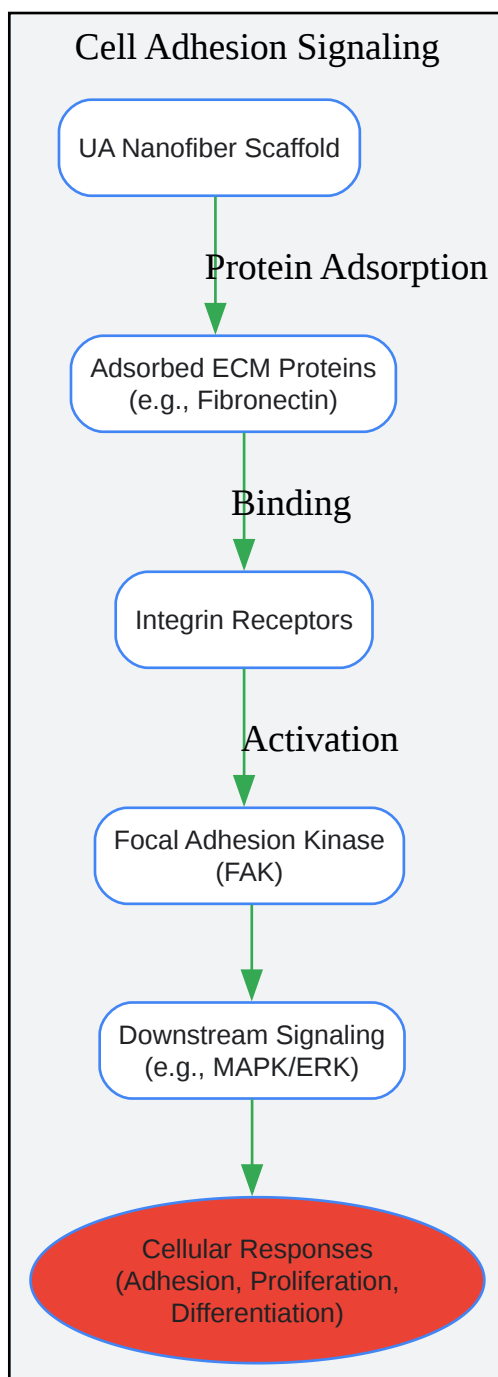 Cell Adhesion Signaling
UA Nanofiber Scaffold
Protein Adsorption
Adsorbed ECM Proteins
(e.g., Fibronectin)
Binding
Integrin Receptors
Activation
Focal Adhesion Kinase
(FAK)
Downstream Signaling
(e.g., MAPK/ERK)
Cellular Responses
(Adhesion, Proliferation,
Differentiation)